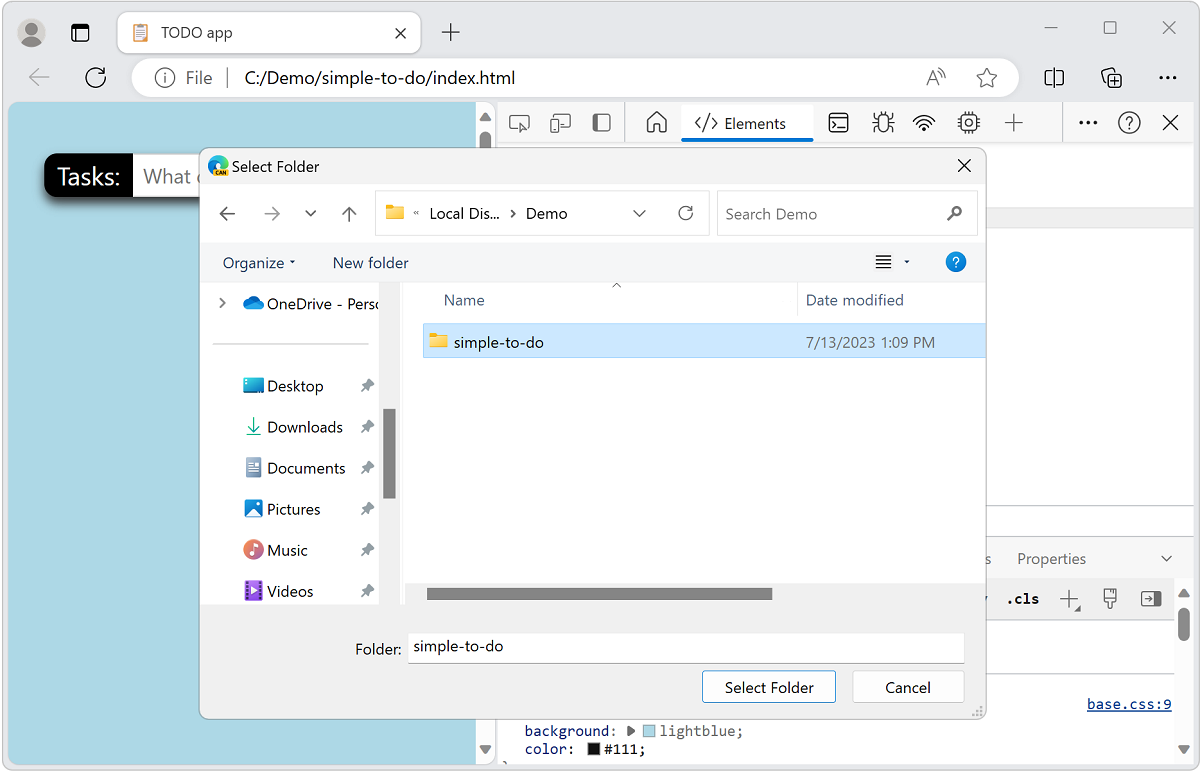 TODO app
File
C:/Demo/simple-to-do/index.html
Elements
Tasks:
What
Select Folder
CAN
« Local Dis... > Demo
Search Demo
Organize
New folder
?
OneDrive - Perso
Name
Date modified
simple-to-do
7/13/2023 1:09 PM
Desktop
Downloads
Documents
Pictures
Music
Videos
s
Properties
.cls
Folder:
simple-to-do
Select Folder
Cancel
base.css:9
background: lightblue;
color: #111;